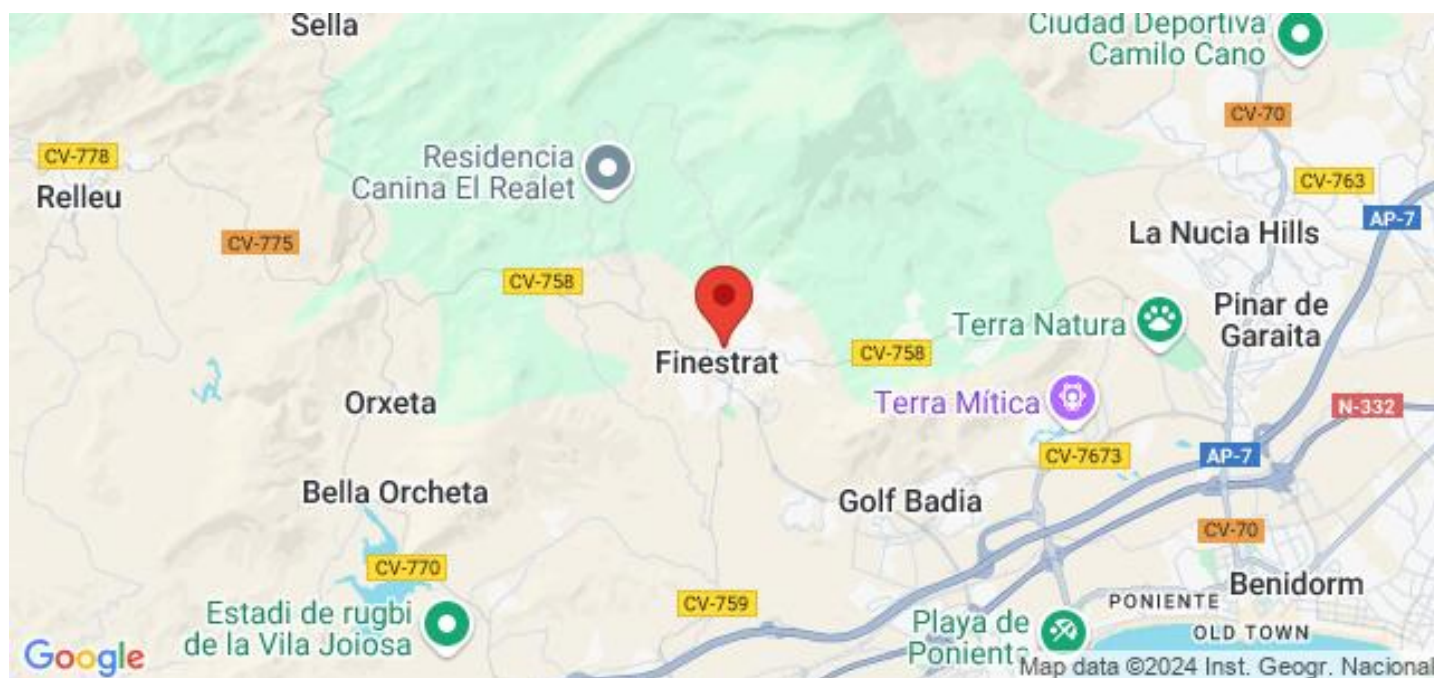 Sella
Ciudad Deportiva
Camilo Cano
CV-70
CV-778
Residencia
Canina El Realet
CV-763
Relleu
AP-7
CV-775
La Nucia Hills
CV-758
Terra Natura
Pinar de
Garaita
Finestrat
CV-758
Orxeta
Terra Mítica
N-332
CV-7673
AP-7
Bella Orcheta
Golf Badia
CV-70
CV-770
Benidorm
CV-759
PONIENTE
Estadi de rugbi
de la Vila Joiosa
Playa de
Poniente
OLD TOWN
Google
Map data ©2024 Inst. Geogr. Nacional